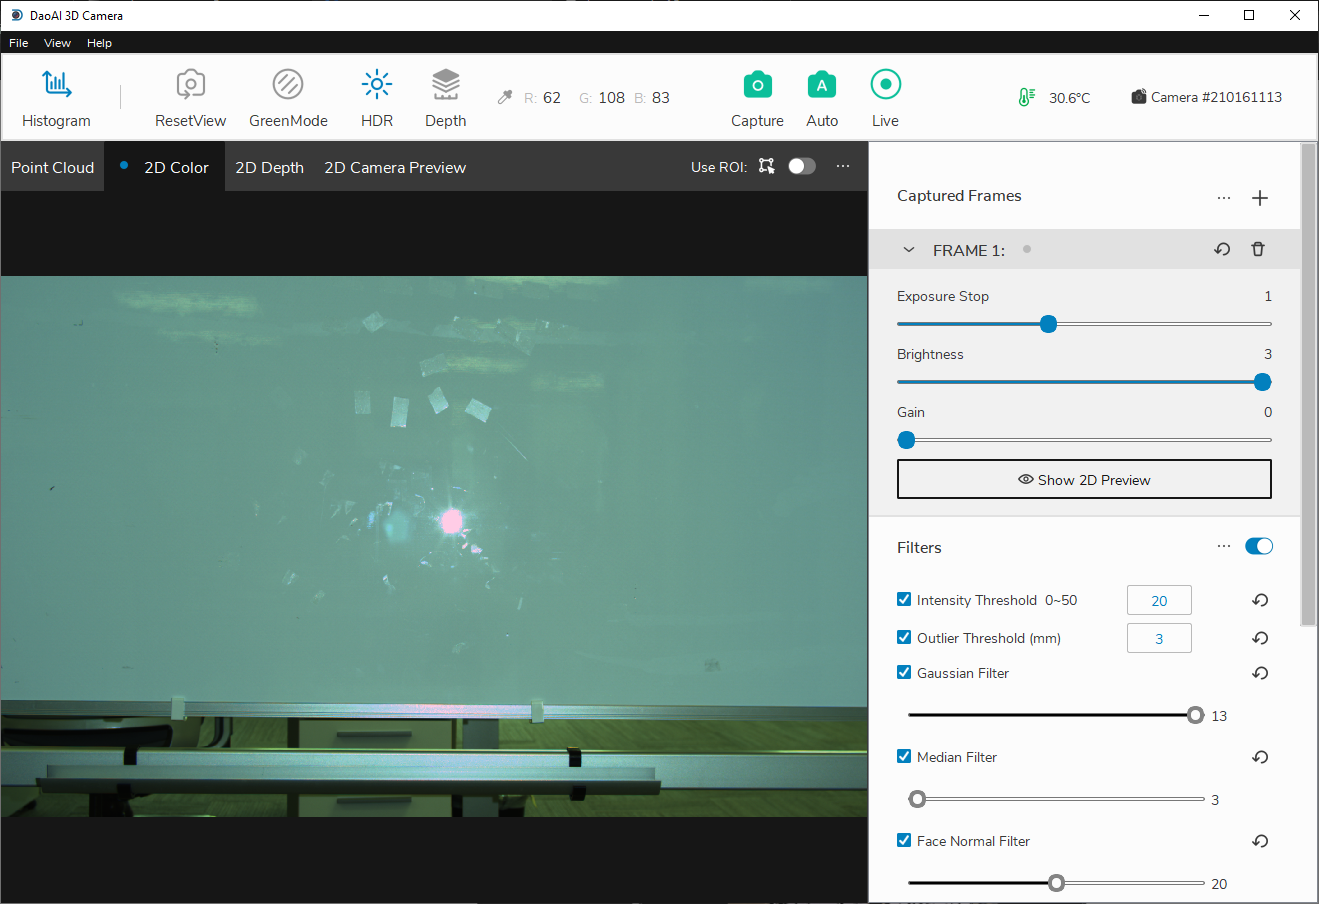 DaoAI 3D Camera
File View Help
Histogram ResetView GreenMode HDR Depth R: 62 G: 108 B: 83 Capture A Auto Live 30.6°C Camera #210161113
Point Cloud 2D Color 2D Depth 2D Camera Preview Use ROI: ...
Captured Frames ...
FRAME 1:
Exposure Stop 1
Brightness 3
Gain 0
Show 2D Preview
Filters ...
Intensity Threshold 0~50 20
Outlier Threshold (mm) 3
Gaussian Filter
13
Median Filter
3
Face Normal Filter
20